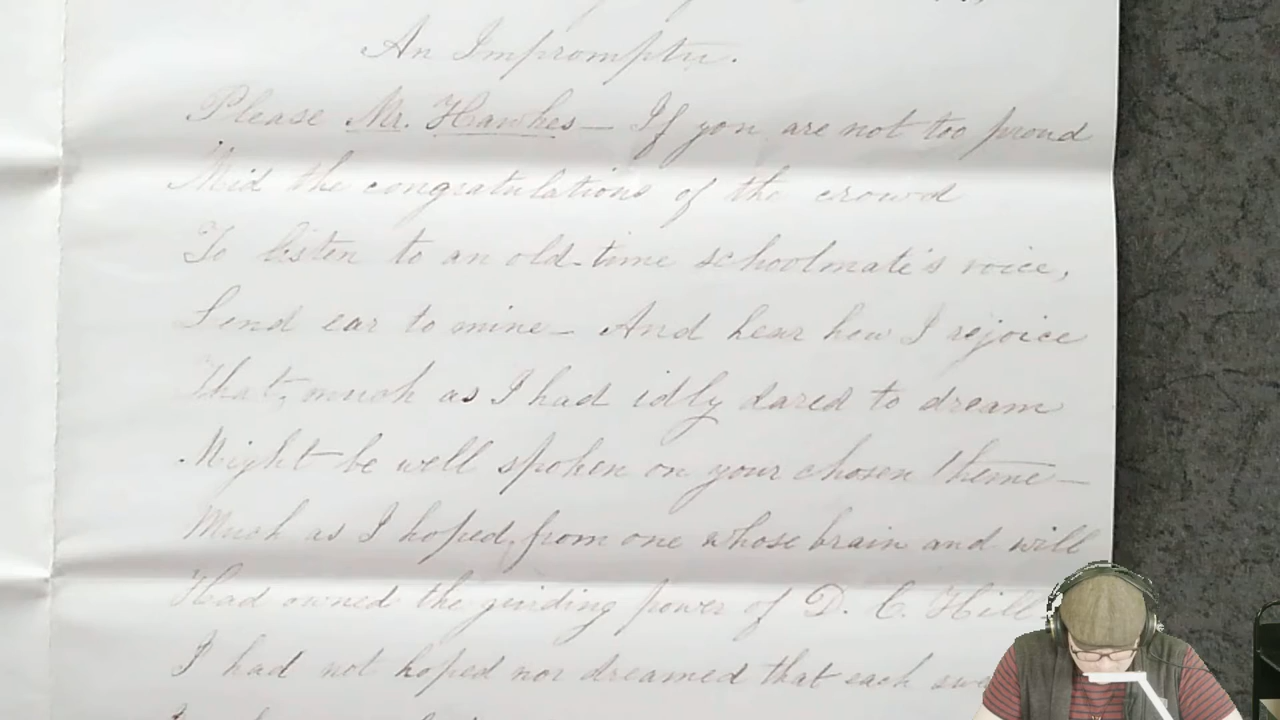 An Impromptu.
Please Mr. Hawkes— If you are not too proud
Mid the congratulations of the crowd
To listen to an old-time schoolmate's voice,
Lend ear to mine— And hear how I rejoice
That, much as I had idly dared to dream
Might be well spoken on your chosen theme—
Much as I hoped, from one whose brain and will
Had owned the guiding power of D. C. Hill
I had not hoped nor dreamed that each